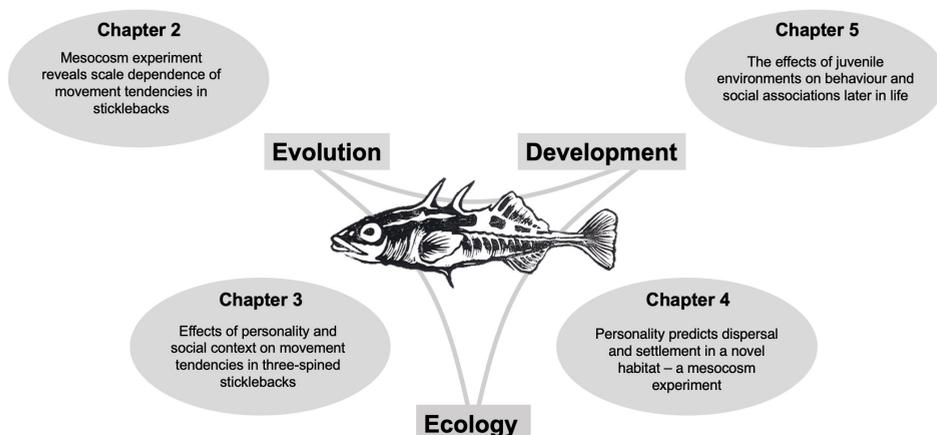 Chapter 2
Mesocosm experiment
reveals scale dependence of
movement tendencies in
sticklebacks
Chapter 5
The effects of juvenile
environments on behaviour and
social associations later in life
Evolution
Development
Chapter 3
Effects of personality and
social context on movement
tendencies in three-spined
sticklebacks
Chapter 4
Personality predicts dispersal
and settlement in a novel
habitat – a mesocosm
experiment
Ecology